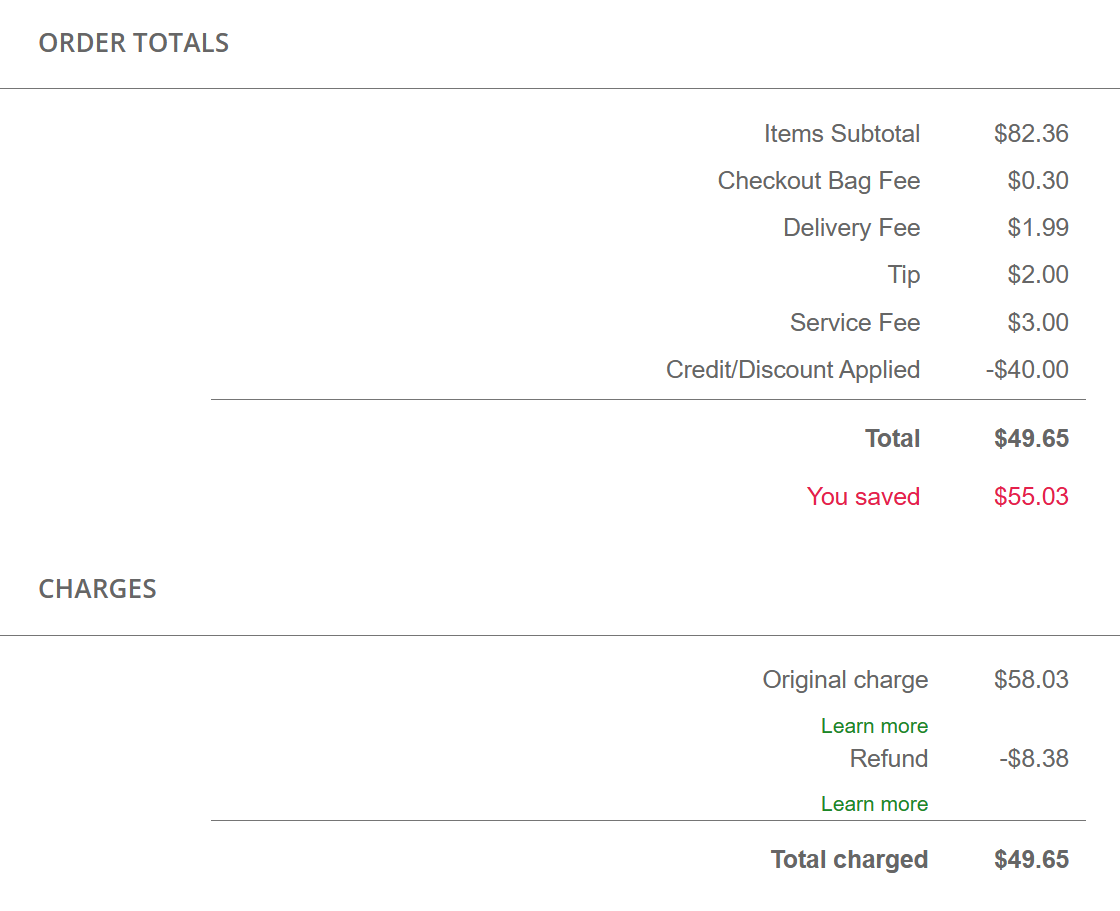 ORDER TOTALS
Items Subtotal $82.36
Checkout Bag Fee $0.30
Delivery Fee $1.99
Tip $2.00
Service Fee $3.00
Credit/Discount Applied -$40.00
Total $49.65
You saved $55.03
CHARGES
Original charge $58.03
Learn more
Refund -$8.38
Learn more
Total charged $49.65